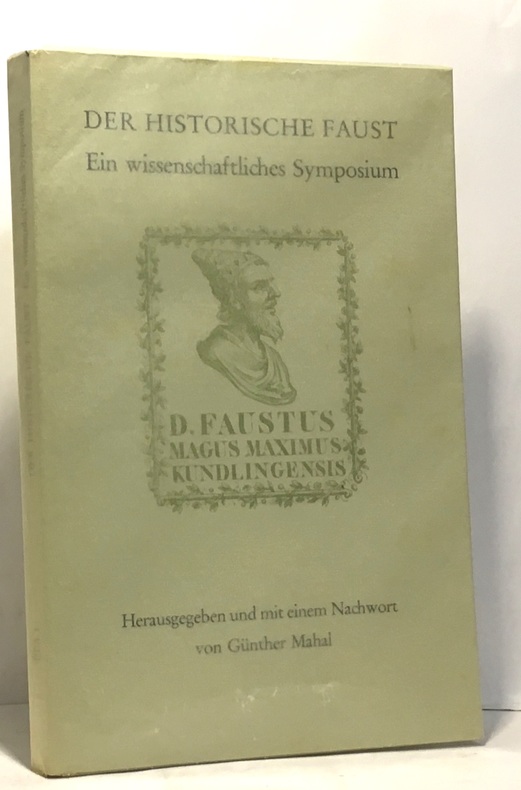 DER HISTORISCHE FAUST
Ein wissenschaftliches Symposium
D. FAUSTUS
MAGUS MAXIMUS
KUNDLINGENSIS
Herausgegeben und mit einem Nachwort
von Günther Mahal